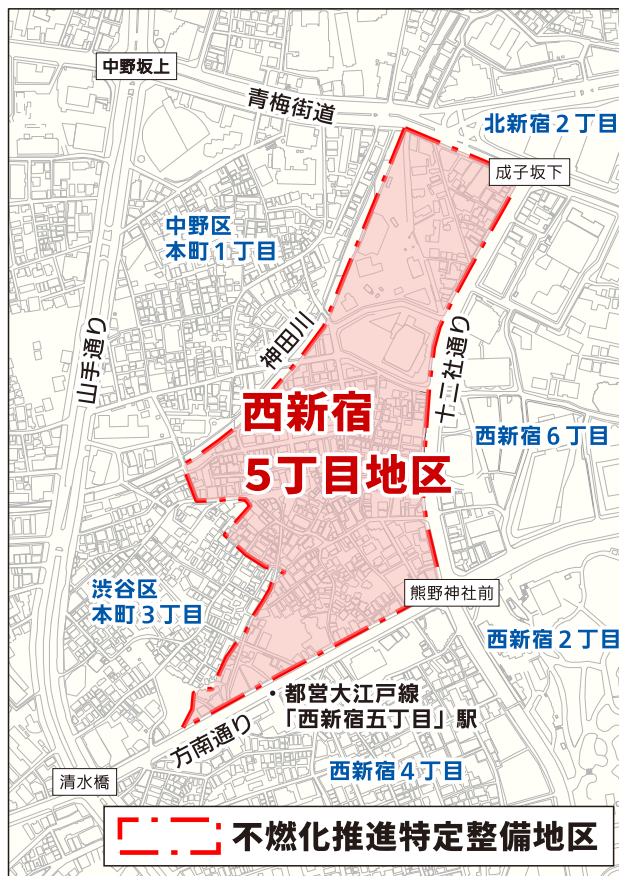 中野坂上
青梅街道
北新宿2丁目
成子坂下
中野区
本町1丁目
神田川
山手通り
十二社通り
西新宿
5丁目地区
西新宿6丁目
渋谷区
本町3丁目
熊野神社前
西新宿2丁目
・都営大江戸線
「西新宿五丁目」駅
方南通り
西新宿4丁目
清水橋
不燃化推進特定整備地区